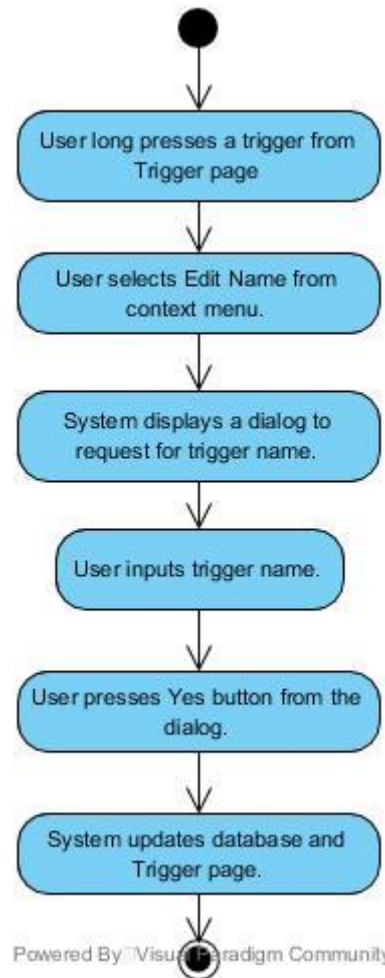 User long presses a trigger from
Trigger page
User selects Edit Name from
context menu.
System displays a dialog to
request for trigger name.
User inputs trigger name.
User presses Yes button from the
dialog.
System updates database and
Trigger page.
Powered By Visual Paradigm Community